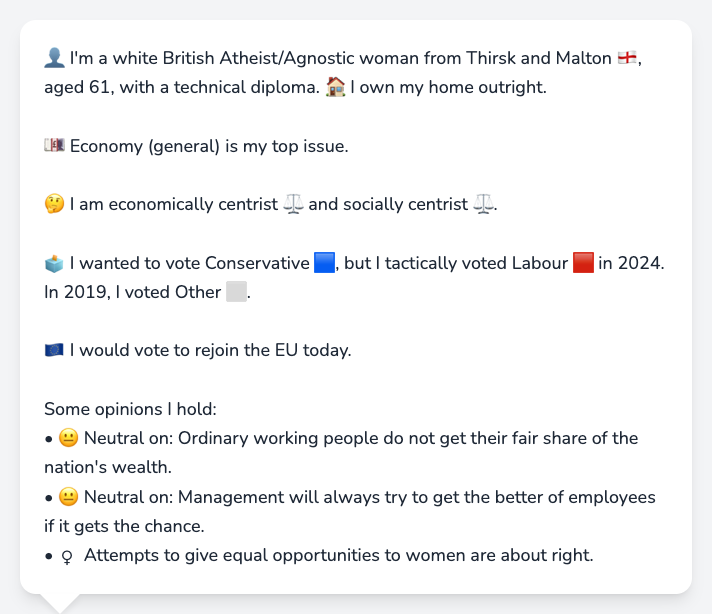 👤 I'm a white British Atheist/Agnostic woman from Thirsk and Malton 🏴󠁧󠁢󠁥󠁮󠁧󠁿,
aged 61, with a technical diploma. 🏠 I own my home outright.
💷 Economy (general) is my top issue.
🤔 I am economically centrist ⚖️ and socially centrist ⚖️.
🗳️ I wanted to vote Conservative 🟦, but I tactically voted Labour 🟥 in 2024.
In 2019, I voted Other ⬜.
🇪🇺 I would vote to rejoin the EU today.
Some opinions I hold:
• 😐 Neutral on: Ordinary working people do not get their fair share of the
nation's wealth.
• 😐 Neutral on: Management will always try to get the better of employees
if it gets the chance.
• ♀ Attempts to give equal opportunities to women are about right.